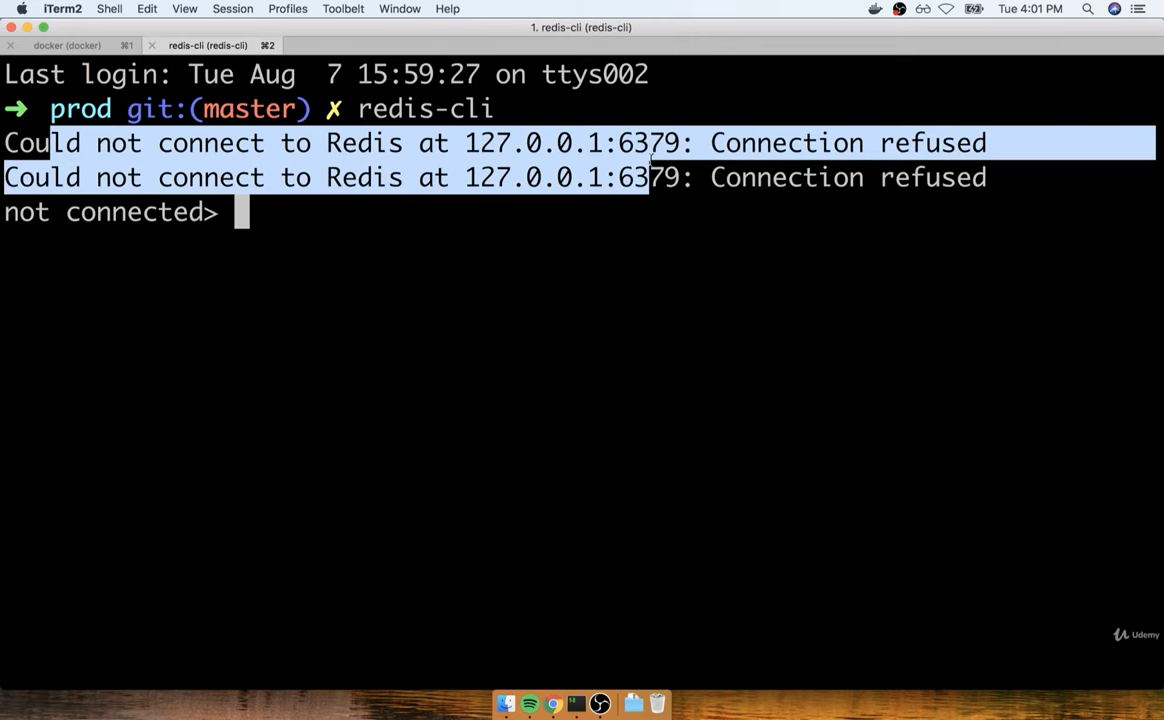 iTerm2 Shell Edit View Session Profiles Toolbelt Window Help Tue 4:01 PM
1. redis-cli (redis-cli)
docker (docker) ⌘1 redis-cli (redis-cli) ⌘2
Last login: Tue Aug  7 15:59:27 on ttys002
➜ prod git:(master) ✗ redis-cli
Could not connect to Redis at 127.0.0.1:6379: Connection refused
Could not connect to Redis at 127.0.0.1:6379: Connection refused
not connected>
Udemy